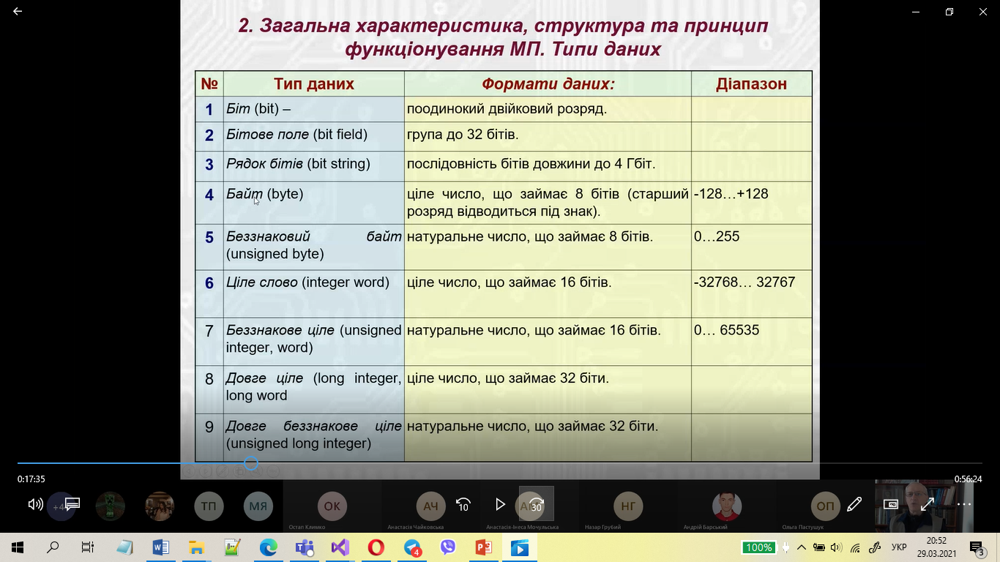 2. Загальна характеристика, структура та принцип
функціонування МП. Типи даних
№ Тип даних Формати даних: Діапазон
1 Біт (bit) – поодинокий двійковий розряд.
2 Бітове поле (bit field) група до 32 бітів.
3 Рядок бітів (bit string) послідовність бітів довжини до 4 Гбіт.
4 Байт (byte) ціле число, що займає 8 бітів (старший -128…+128
розряд відводиться під знак).
5 Беззнаковий байт натуральне число, що займає 8 бітів. 0…255
(unsigned byte)
6 Ціле слово (integer word) ціле число, що займає 16 бітів. -32768… 32767
7 Беззнакове ціле (unsigned натуральне число, що займає 16 бітів. 0… 65535
integer, word)
8 Довге ціле (long integer, ціле число, що займає 32 біти.
long word
9 Довге беззнакове ціле натуральне число, що займає 32 біти.
(unsigned long integer)
0:17:35 0:56:24
+4
ТП МЯ ОК АЧ 10 30 НГ ОП
Остап Климко Анастасія Чайковська Анастасія-Інеса Мочульська Назар Грубий Андрій Барський Ольга Пастущук
4 100% УКР 20:52
29.03.2021 3